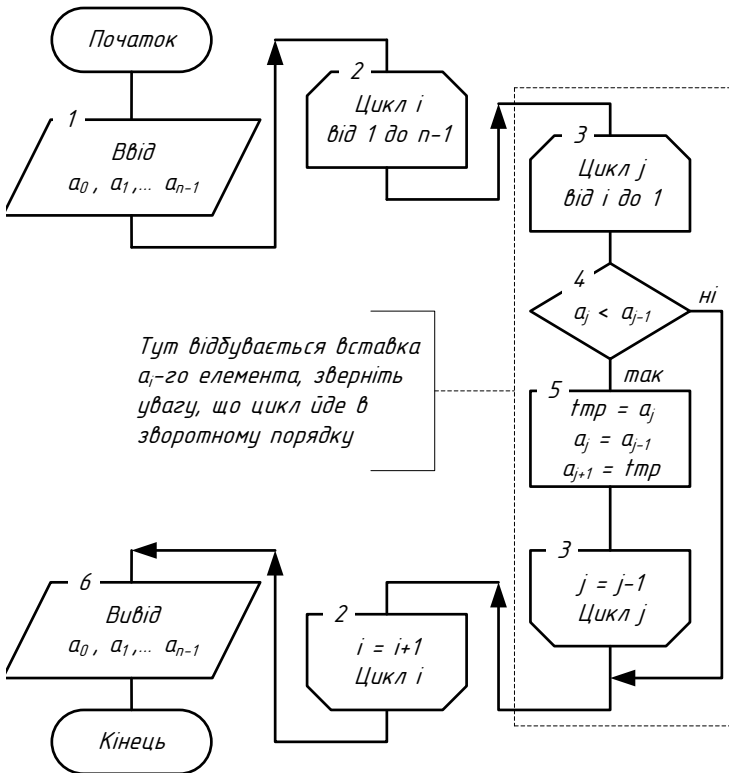 Початок
1
Ввід
a0 , a1 ,... an-1
2
Цикл i
від 1 до n-1
3
Цикл j
від i до 1
4
aj < aj-1
ні
так
5
tmp = aj
aj = aj-1
aj+1 = tmp
Тут відбувається вставка
ai-го елемента, зверніть
увагу, що цикл йде в
зворотному порядку
3
j = j-1
Цикл j
2
i = i+1
Цикл i
6
Вивід
a0 , a1 ,... an-1
Кінець